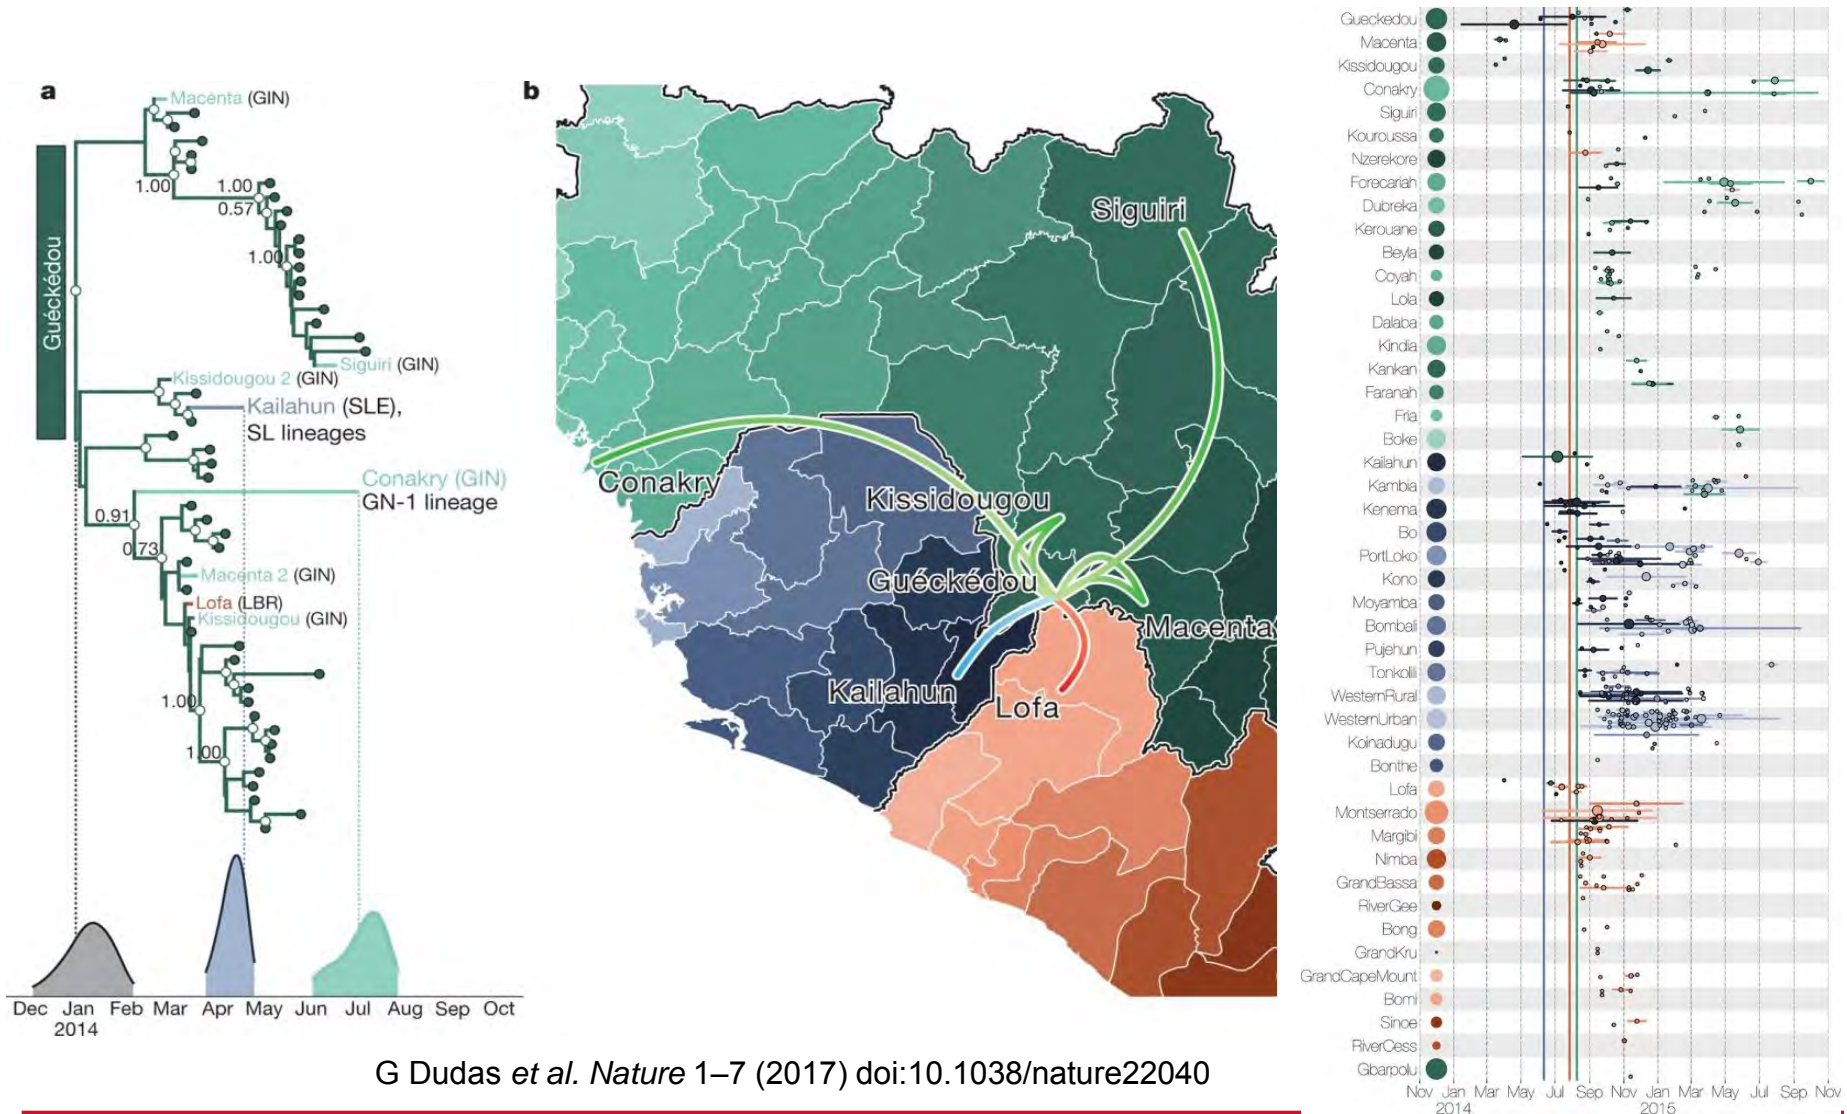 a
Macenta (GIN)
Guéckédou
1.00
1.00
0.57
1.00
Siguiri (GIN)
Kissidougou 2 (GIN)
Kailahun (SLE),
SL lineages
Conakry (GIN)
GN-1 lineage
0.91
0.73
Macenta 2 (GIN)
Lofa (LBR)
Kissidougou (GIN)
1.00
1.00
Dec Jan Feb Mar Apr May Jun Jul Aug Sep Oct
2014
b
Siguiri
Conakry
Kissidougou
Guéckédou
Macenta
Kailahun
Lofa
Gueckedou
Macenta
Kissidougou
Conakry
Siguiri
Kouroussa
Nzerekore
Forecariah
Dubreka
Kerouane
Beyla
Coyah
Lola
Dalaba
Kindia
Kankan
Faranah
Fria
Boke
Kailahun
Kambia
Kenema
Bo
PortLoko
Kono
Moyamba
Bombali
Pujehun
Tonkolili
WesternRural
WesternUrban
Koinadugu
Bonthe
Lofa
Montserrado
Margibi
Nimba
GrandBassa
RiverGee
Bong
GrandKru
GrandCapeMount
Bomi
Sinoe
RiverCess
Gbarpolu
Nov Jan Mar May Jul Sep Nov Jan Mar May Jul Sep Nov
2014 2015
G Dudas et al. Nature 1–7 (2017) doi:10.1038/nature22040